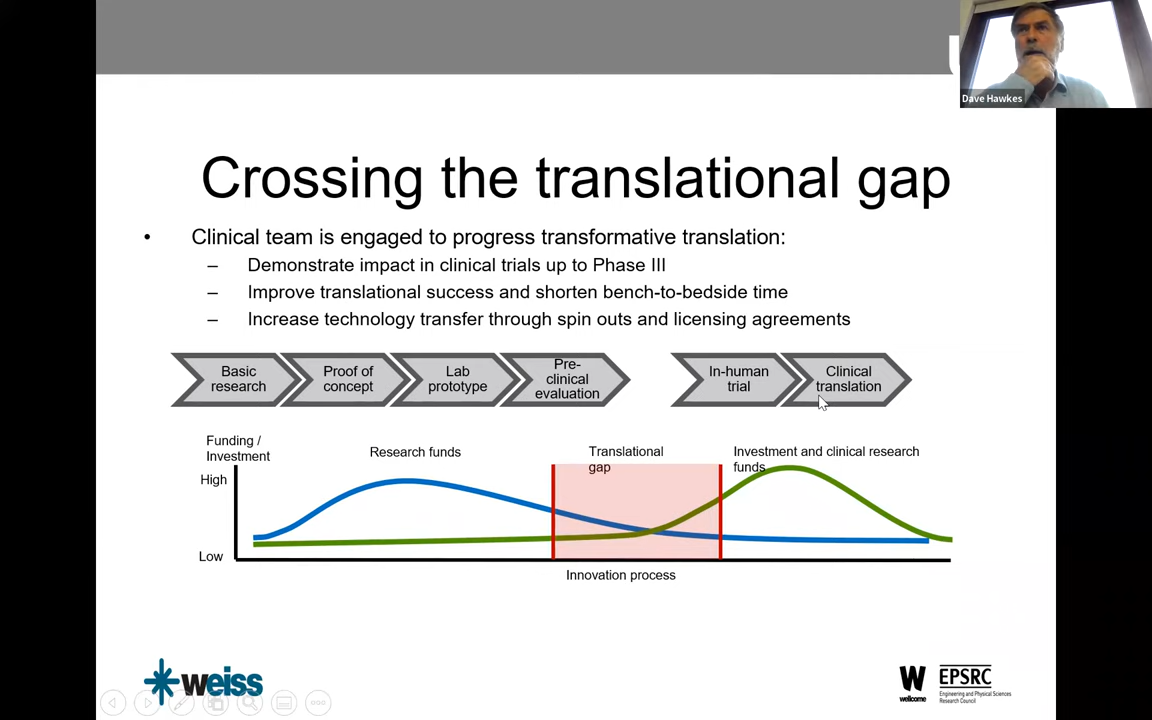 Dave Hawkes
Crossing the translational gap
• Clinical team is engaged to progress transformative translation:
– Demonstrate impact in clinical trials up to Phase III
– Improve translational success and shorten bench-to-bedside time
– Increase technology transfer through spin outs and licensing agreements
Basic
research
Proof of
concept
Lab
prototype
Pre-
clinical
evaluation
In-human
trial
Clinical
translation
Funding /
Investment
Research funds
Translational
gap
Investment and clinical research
funds
High
Low
Innovation process
weiss
W
wellcome
EPSRC
Engineering and Physical Sciences
Research Council